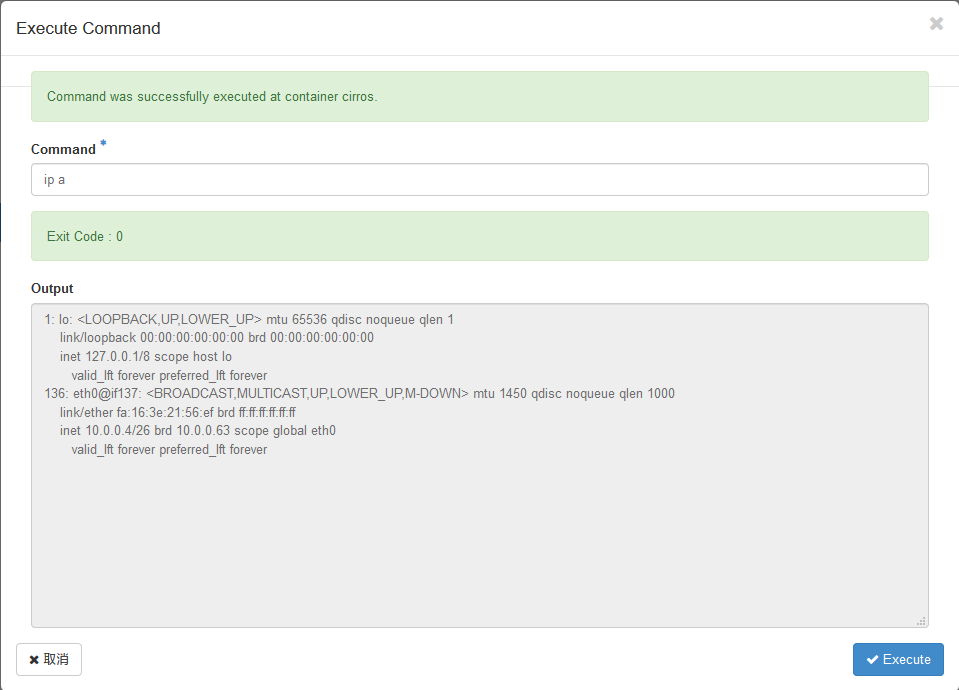 Execute Command
Command was successfully executed at container cirros.
Command *
ip a
Exit Code : 0
Output
1: lo: <LOOPBACK,UP,LOWER_UP> mtu 65536 qdisc noqueue qlen 1
link/loopback 00:00:00:00:00:00 brd 00:00:00:00:00:00
inet 127.0.0.1/8 scope host lo
valid_lft forever preferred_lft forever
136: eth0@if137: <BROADCAST,MULTICAST,UP,LOWER_UP,M-DOWN> mtu 1450 qdisc noqueue qlen 1000
link/ether fa:16:3e:21:56:ef brd ff:ff:ff:ff:ff:ff
inet 10.0.0.4/26 brd 10.0.0.63 scope global eth0
valid_lft forever preferred_lft forever
取消
Execute